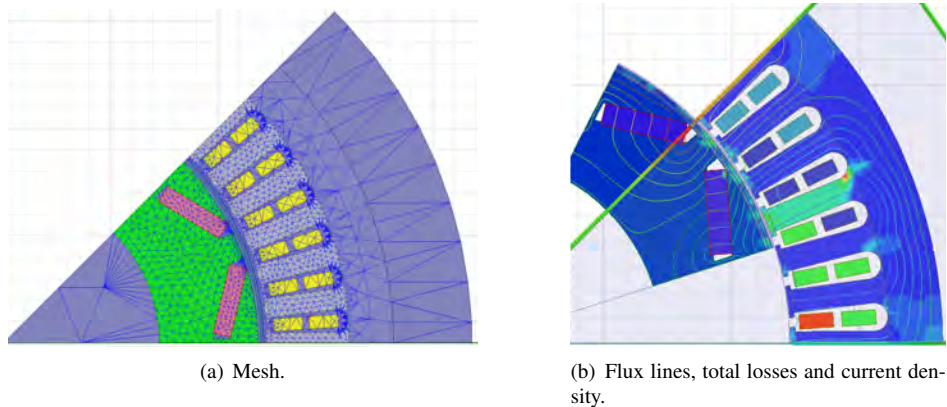 (a) Mesh.
(b) Flux lines, total losses and current den-
sity.